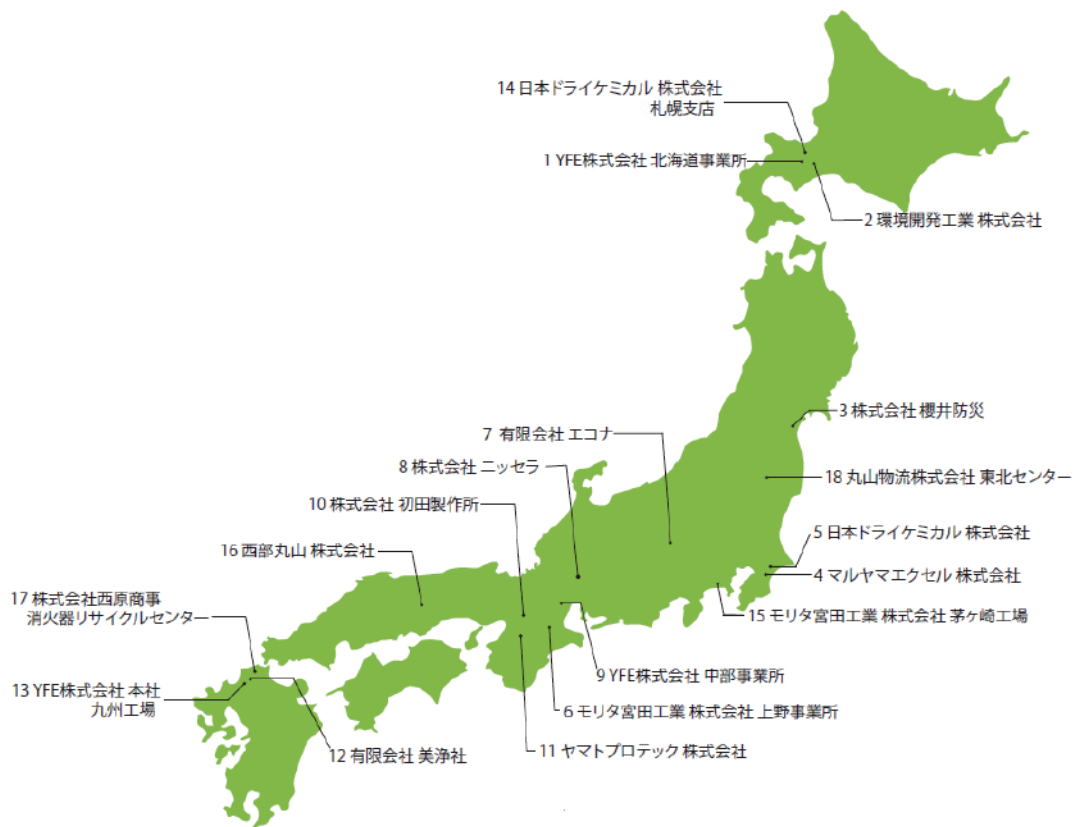 14 日本ドライケミカル 株式会社
札幌支店
1 YFE株式会社 北海道事業所
2 環境開発工業 株式会社
3 株式会社 櫻井防災
7 有限会社 エコナ
8 株式会社 ニッセラ
18 丸山物流株式会社 東北センター
10 株式会社 初田製作所
5 日本ドライケミカル 株式会社
16 西部丸山 株式会社
4 マルヤマエクセル 株式会社
17 株式会社西原商事
消火器リサイクルセンター
15 モリタ宮田工業 株式会社 茅ヶ崎工場
9 YFE株式会社 中部事業所
13 YFE株式会社 本社
九州工場
6 モリタ宮田工業 株式会社 上野事業所
11 ヤマトプロテック 株式会社
12 有限会社 美浄社